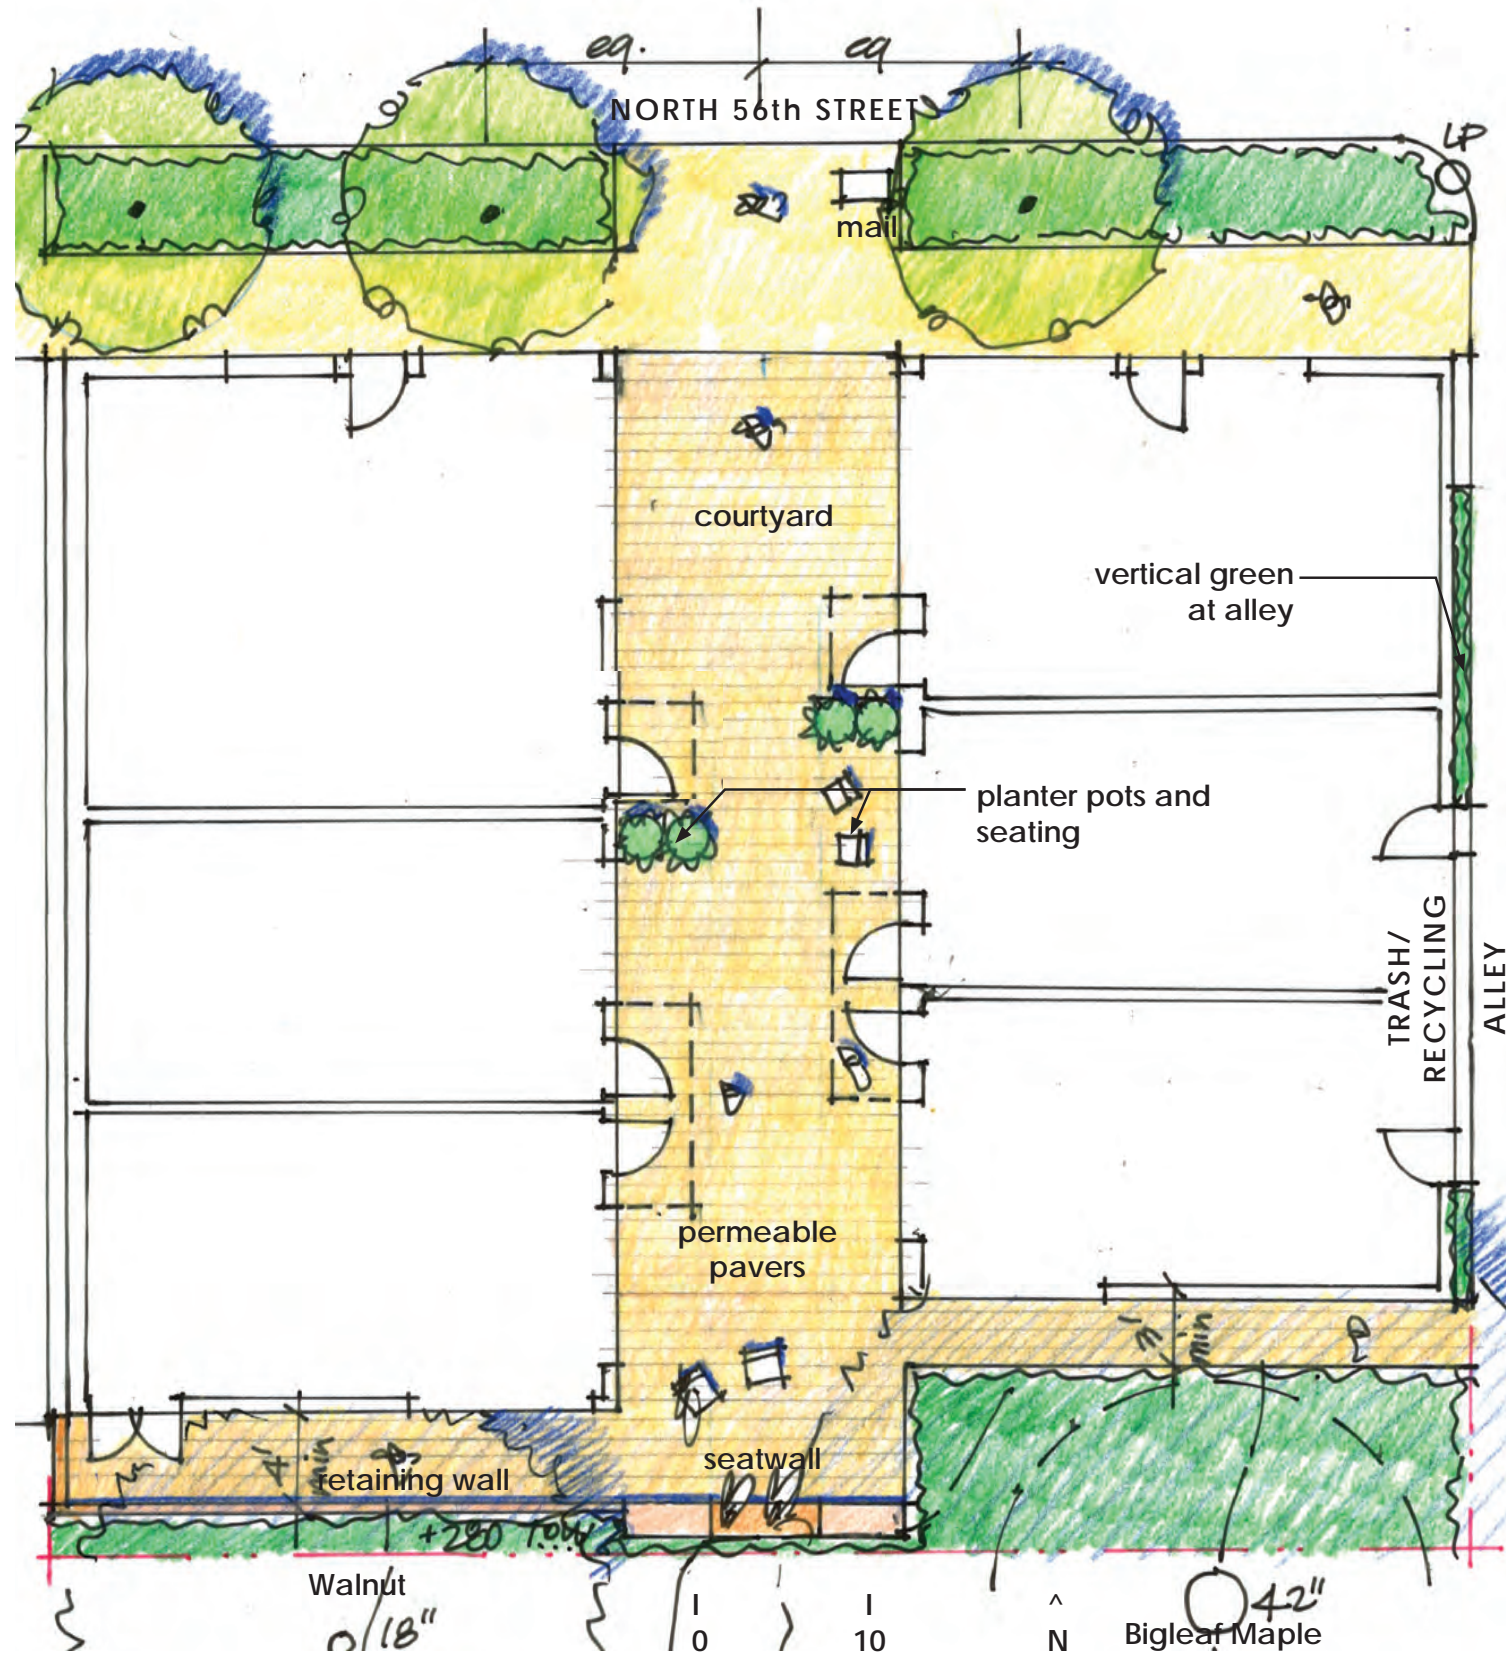 eq.
eq
NORTH 56th STREET
LP
mail
courtyard
vertical green
at alley
planter pots and
seating
TRASH/
RECYCLING
ALLEY
permeable
pavers
4'
min
seatwall
retaining wall
4'
min
+280
Walnut
18"
0
10
^
N
42"
Bigleaf Maple